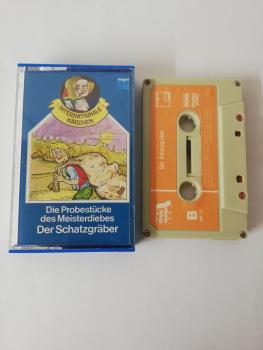 INTERNATIONALE
MÄRCHEN
Die Probestücke
des Meisterdiebes
Der Schatzgräber
Der Schatzgräber
B